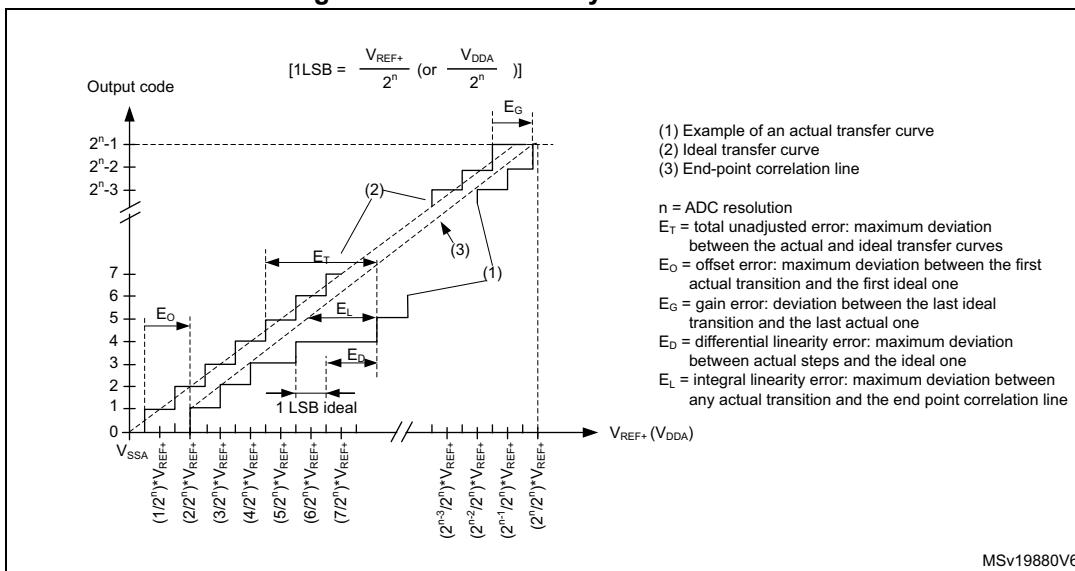 [1LSB = V_REF+ / 2^n (or V_DDA / 2^n )]
Output code
E_G
2^n-1
2^n-2
2^n-3
7
6
5
4
3
2
1
0
(2)
(3)
(1)
E_T
E_O
E_L
E_D
1 LSB ideal
V_SSA
V_REF+ (V_DDA)
(1/2^n)*V_REF+
(2/2^n)*V_REF+
(3/2^n)*V_REF+
(4/2^n)*V_REF+
(5/2^n)*V_REF+
(6/2^n)*V_REF+
(7/2^n)*V_REF+
(2^n-3/2^n)*V_REF+
(2^n-2/2^n)*V_REF+
(2^n-1/2^n)*V_REF+
(2^n/2^n)*V_REF+
(1) Example of an actual transfer curve
(2) Ideal transfer curve
(3) End-point correlation line
n = ADC resolution
E_T = total unadjusted error: maximum deviation
between the actual and ideal transfer curves
E_O = offset error: maximum deviation between the first
actual transition and the first ideal one
E_G = gain error: deviation between the last ideal
transition and the last actual one
E_D = differential linearity error: maximum deviation
between actual steps and the ideal one
E_L = integral linearity error: maximum deviation between
any actual transition and the end point correlation line
MSv19880V6